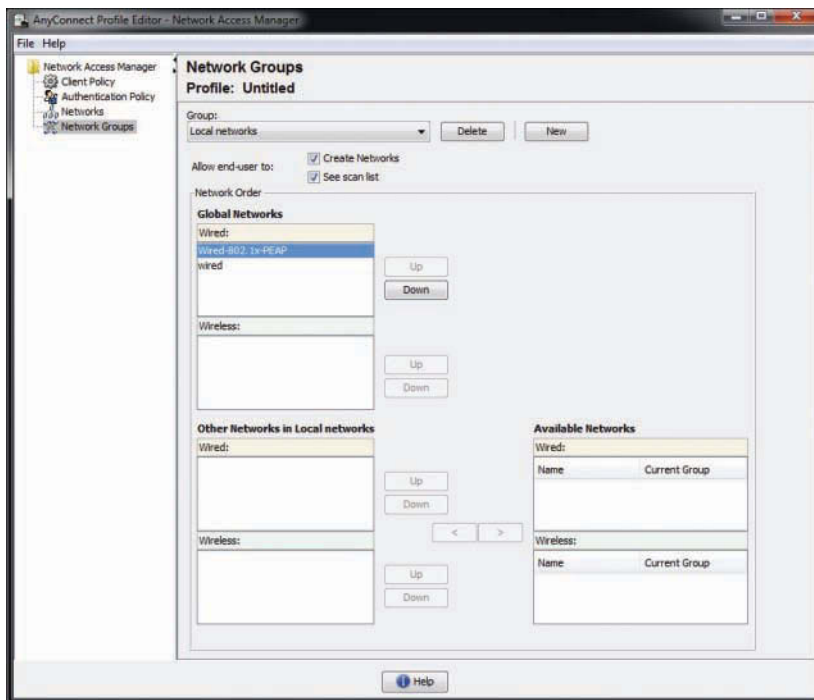 AnyConnect Profile Editor - Network Access Manager
File Help
Network Access Manager
Client Policy
Authentication Policy
Networks
Network Groups
Network Groups
Profile: Untitled
Group:
Local networks
Delete
New
Allow end-user to:
Create Networks
See scan list
Network Order
Global Networks
Wired:
Wired-802.1x-PEAP
wired
Up
Down
Wireless:
Up
Down
Other Networks in Local networks
Wired:
Up
Down
Wireless:
Up
Down
< >
Available Networks
Wired:
Name Current Group
Wireless:
Name Current Group
Help